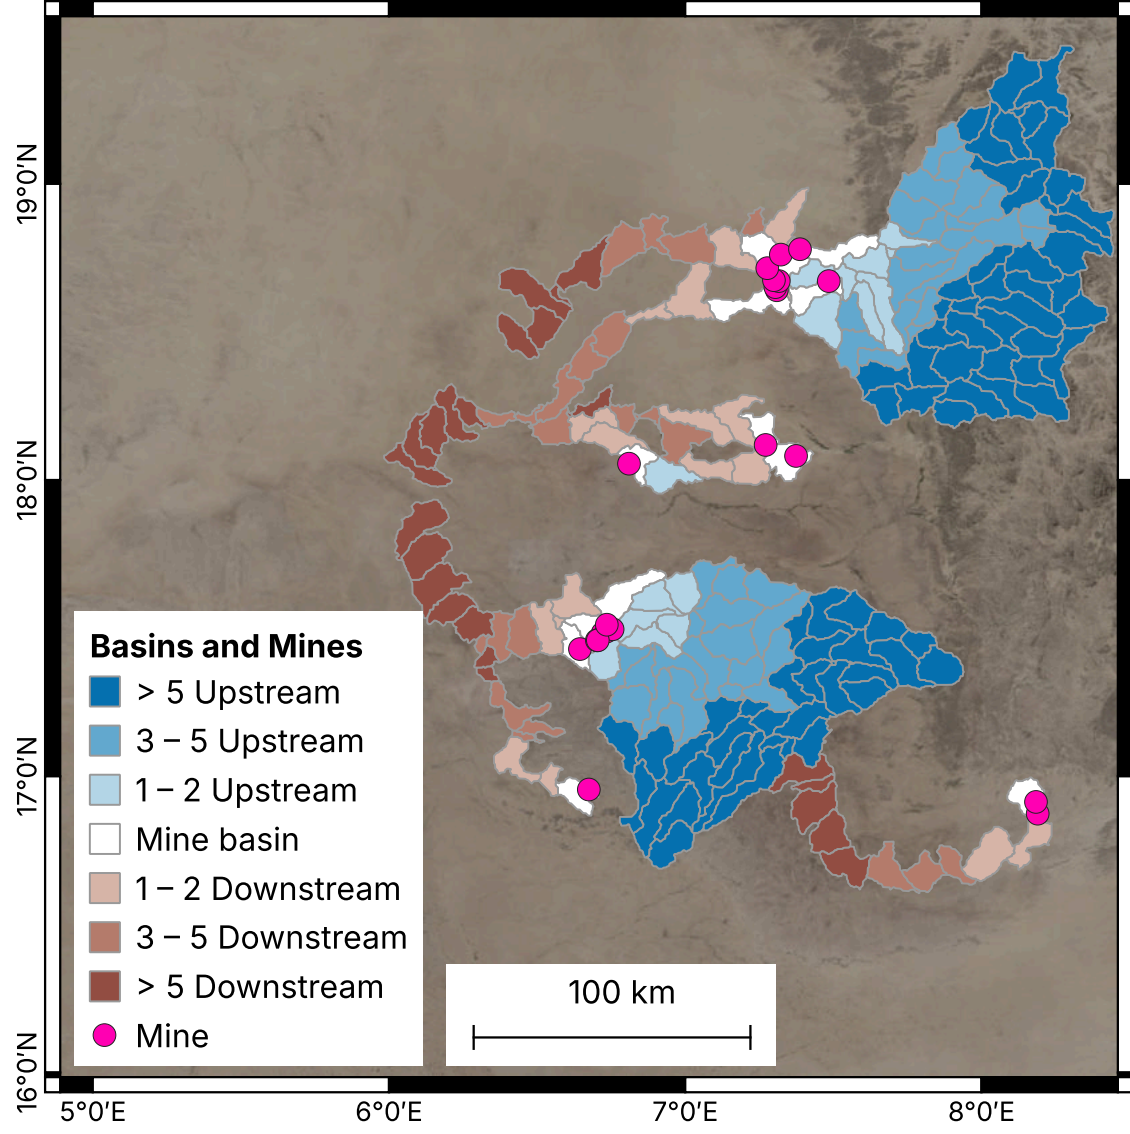 19°0′N
18°0′N
17°0′N
16°0′N
Basins and Mines
> 5 Upstream
3 – 5 Upstream
1 – 2 Upstream
Mine basin
1 – 2 Downstream
3 – 5 Downstream
> 5 Downstream
Mine
100 km
5°0′E
6°0′E
7°0′E
8°0′E